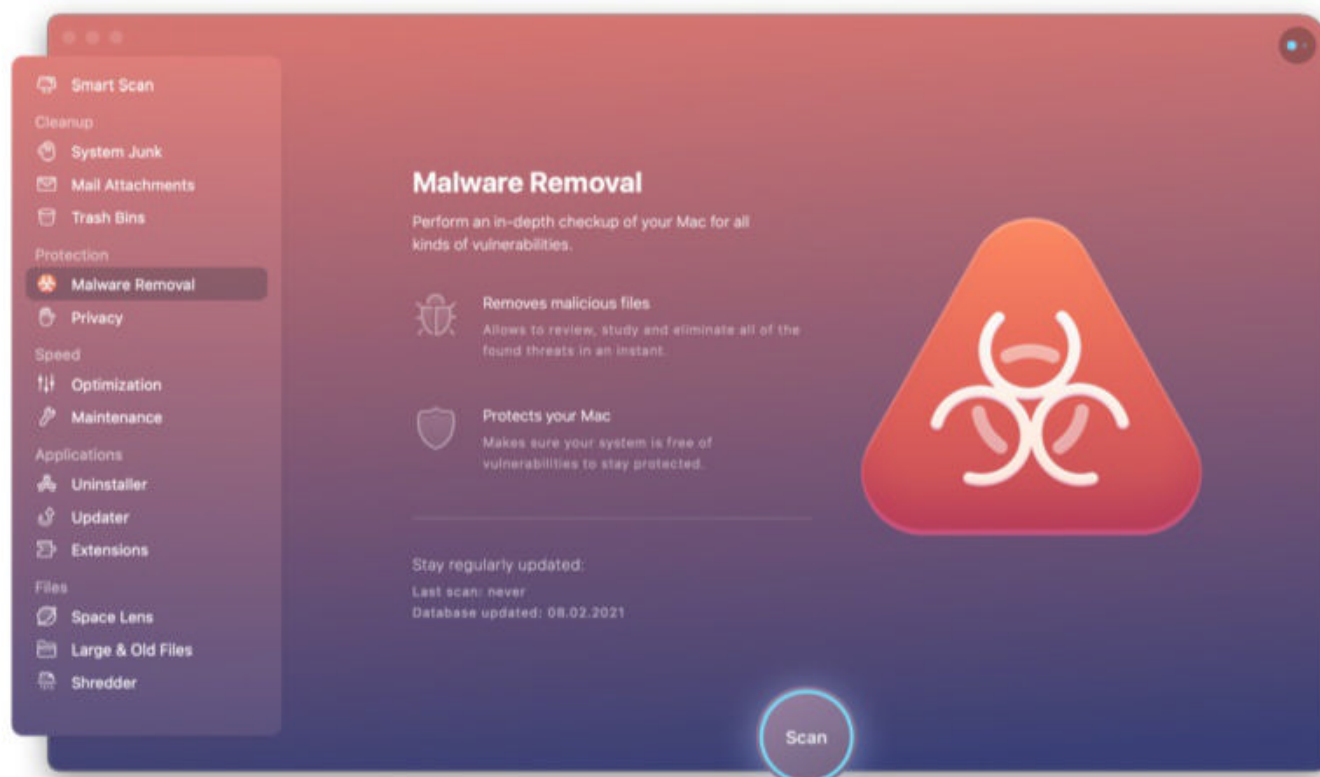 Smart Scan
Cleanup
System Junk
Mail Attachments
Trash Bins
Protection
Malware Removal
Privacy
Speed
Optimization
Maintenance
Applications
Uninstaller
Updater
Extensions
Files
Space Lens
Large & Old Files
Shredder
Malware Removal
Perform an in-depth checkup of your Mac for all
kinds of vulnerabilities.
Removes malicious files
Allows to review, study and eliminate all of the
found threats in an instant.
Protects your Mac
Makes sure your system is free of
vulnerabilities to stay protected.
Stay regularly updated:
Last scan: never
Database updated: 08.02.2021
Scan